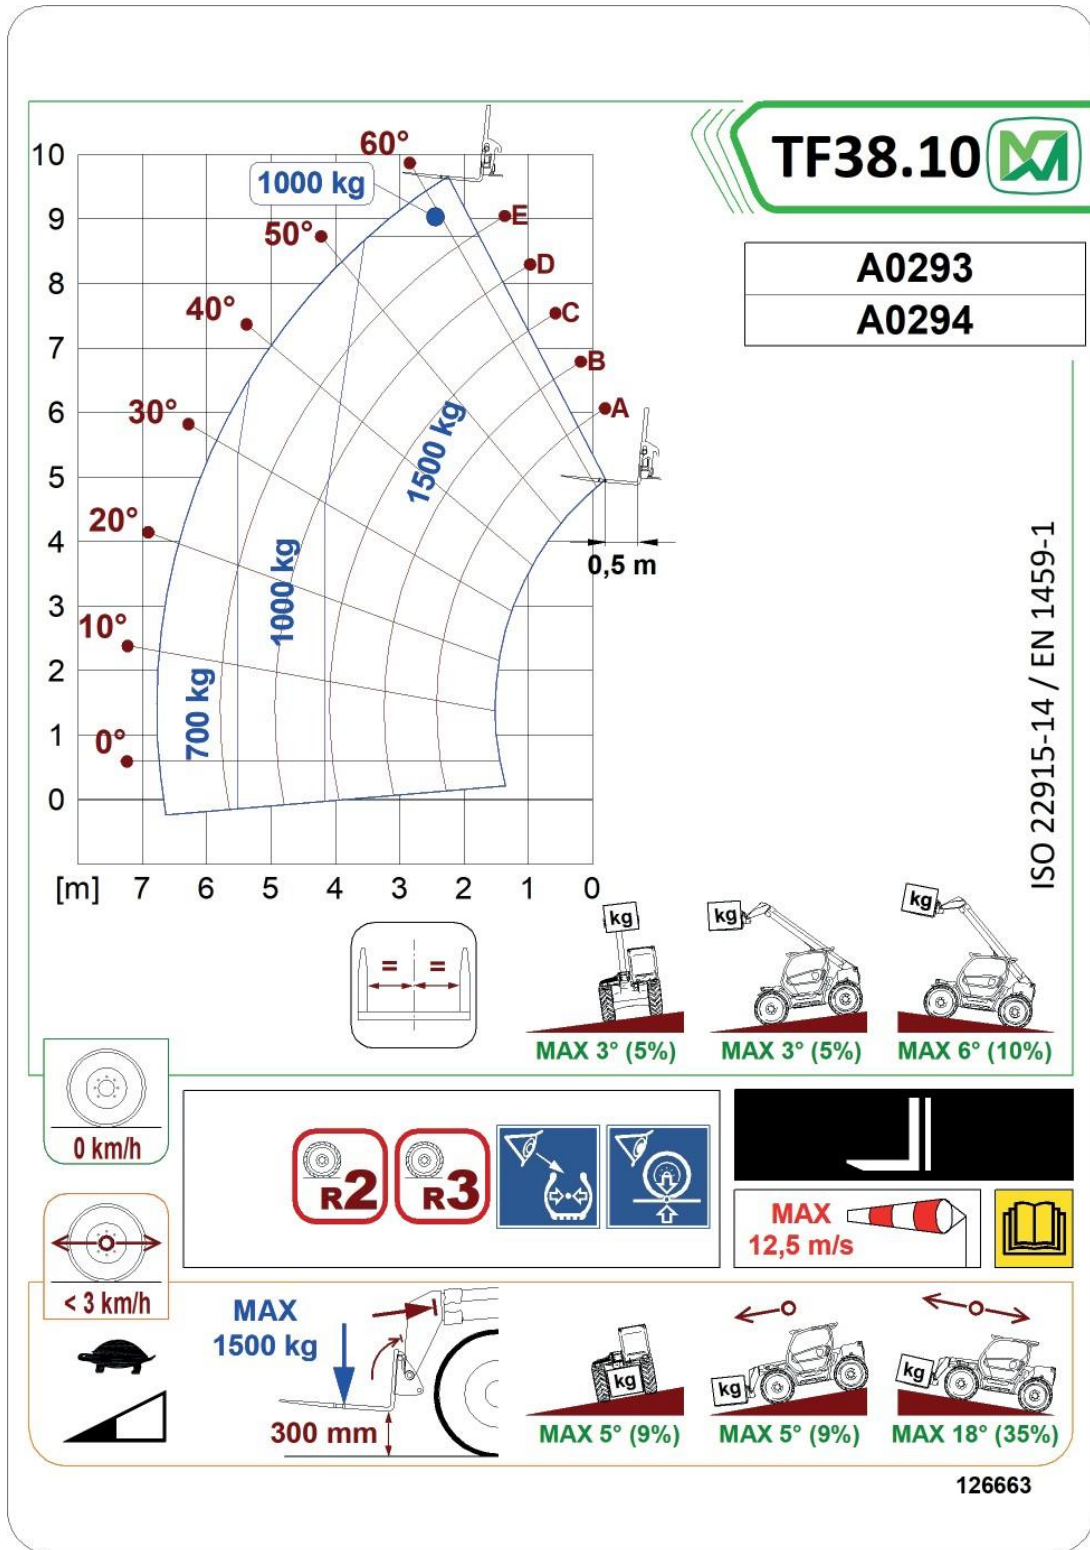 TF38.10
A0293
A0294
10
9
8
7
6
5
4
3
2
1
0
60°
1000 kg
50°
40°
30°
20°
10°
0°
E
D
C
B
A
1500 kg
1000 kg
700 kg
0,5 m
[m] 7 6 5 4 3 2 1 0
ISO 22915-14 / EN 1459-1
= =
kg
kg
kg
MAX 3° (5%)
MAX 3° (5%)
MAX 6° (10%)
0 km/h
R2
R3
MAX
12,5 m/s
< 3 km/h
MAX
1500 kg
300 mm
kg
kg
kg
MAX 5° (9%)
MAX 5° (9%)
MAX 18° (35%)
126663